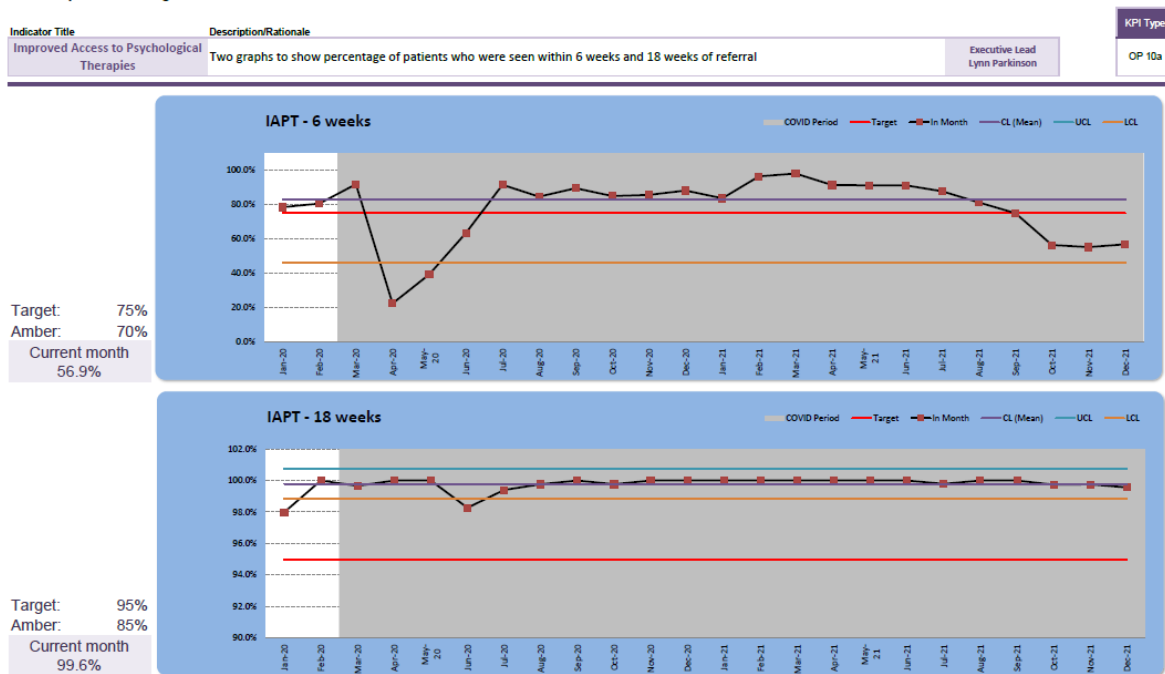 Indicator Title
Description/Rationale
KPI Type
Improved Access to Psychological
Therapies
Two graphs to show percentage of patients who were seen within 6 weeks and 18 weeks of referral
Executive Lead
Lynn Parkinson
OP 10a
IAPT - 6 weeks
COVID Period Target In Month CL (Mean) UCL LCL
100.0%
80.0%
60.0%
40.0%
20.0%
0.0%
Jan-20 Feb-20 Mar-20 Apr-20 May-20 Jun-20 Jul-20 Aug-20 Sep-20 Oct-20 Nov-20 Dec-20 Jan-21 Feb-21 Mar-21 Apr-21 May-21 Jun-21 Jul-21 Aug-21 Sep-21 Oct-21 Nov-21 Dec-21
Target: 75%
Amber: 70%
Current month
56.9%
IAPT - 18 weeks
COVID Period Target In Month CL (Mean) UCL LCL
102.0%
100.0%
98.0%
96.0%
94.0%
92.0%
90.0%
Jan-20 Feb-20 Mar-20 Apr-20 May-20 Jun-20 Jul-20 Aug-20 Sep-20 Oct-20 Nov-20 Dec-20 Jan-21 Feb-21 Mar-21 Apr-21 May-21 Jun-21 Jul-21 Aug-21 Sep-21 Oct-21 Nov-21 Dec-21
Target: 95%
Amber: 85%
Current month
99.6%